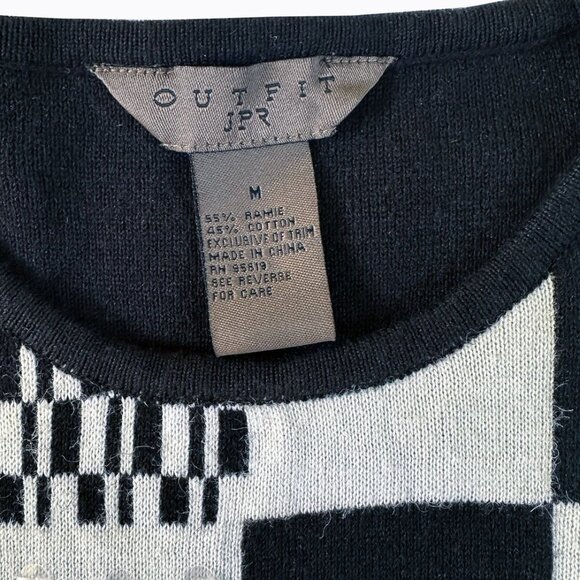 OUTFIT
JPR
M
55% RAMIE
45% COTTON
EXCLUSIVE OF TRIM
MADE IN CHINA
RN 95619
SEE REVERSE
FOR CARE